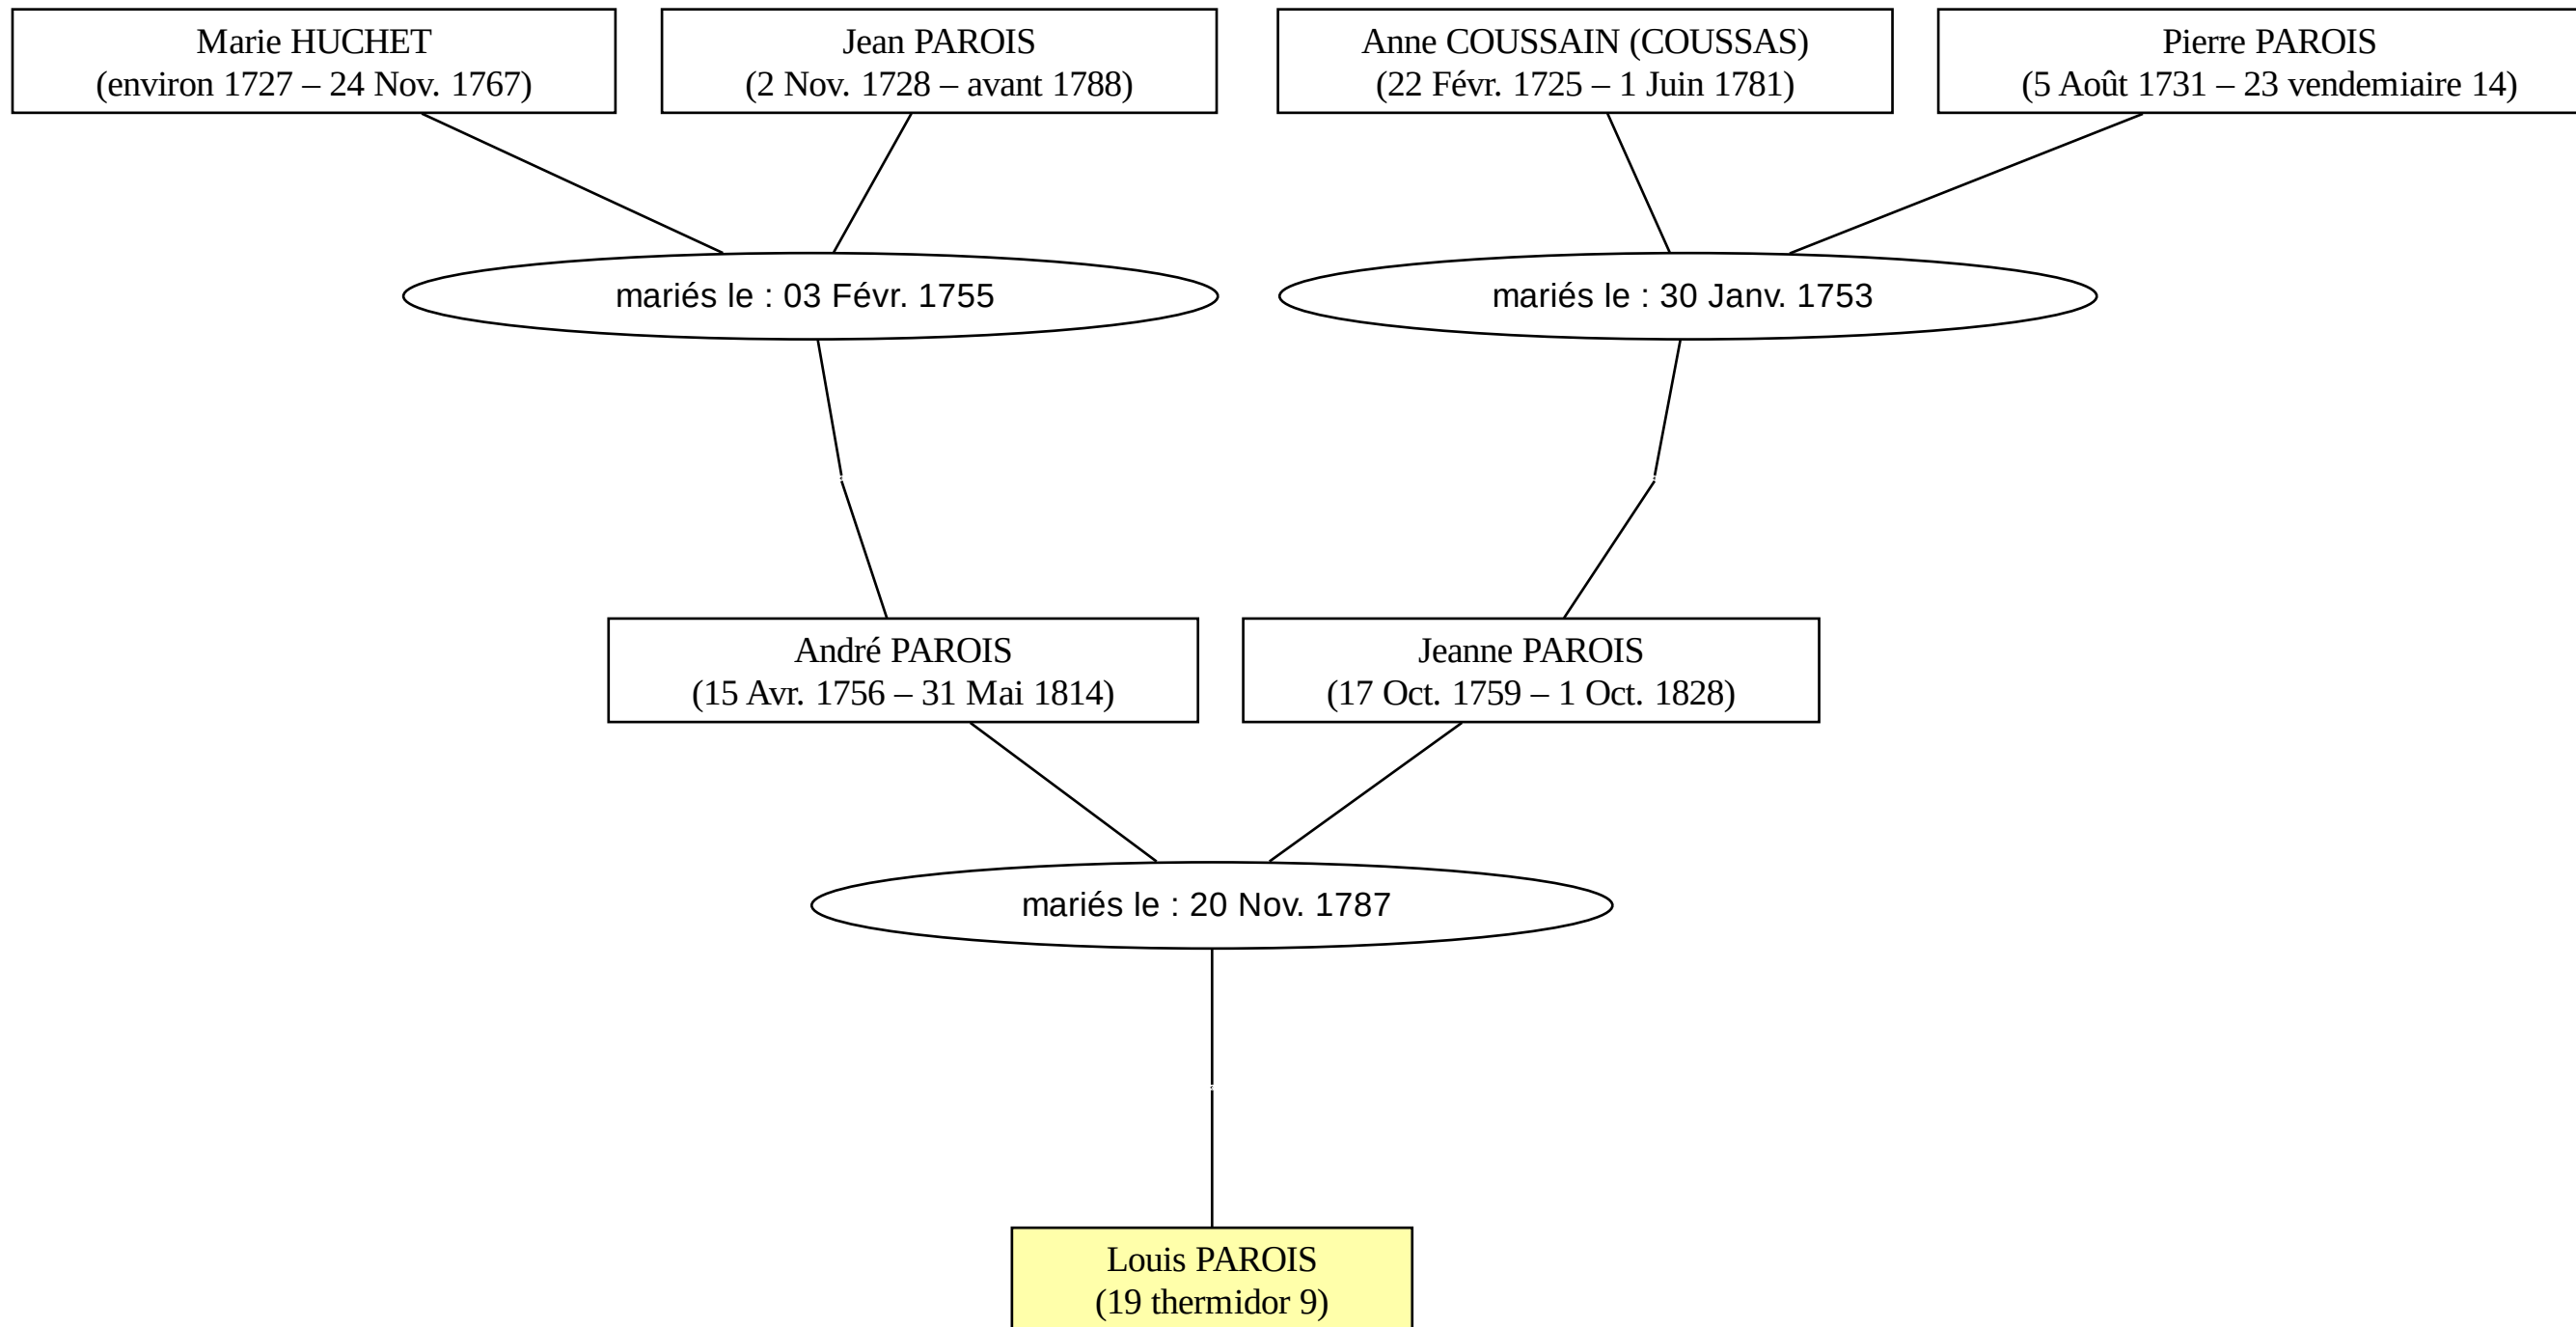 Marie HUCHET
(environ 1727 – 24 Nov. 1767)
Jean PAROIS
(2 Nov. 1728 – avant 1788)
Anne COUSSAIN (COUSSAS)
(22 Févr. 1725 – 1 Juin 1781)
Pierre PAROIS
(5 Août 1731 – 23 vendemiaire 14)
mariés le : 03 Févr. 1755
mariés le : 30 Janv. 1753
André PAROIS
(15 Avr. 1756 – 31 Mai 1814)
Jeanne PAROIS
(17 Oct. 1759 – 1 Oct. 1828)
mariés le : 20 Nov. 1787
Louis PAROIS
(19 thermidor 9)